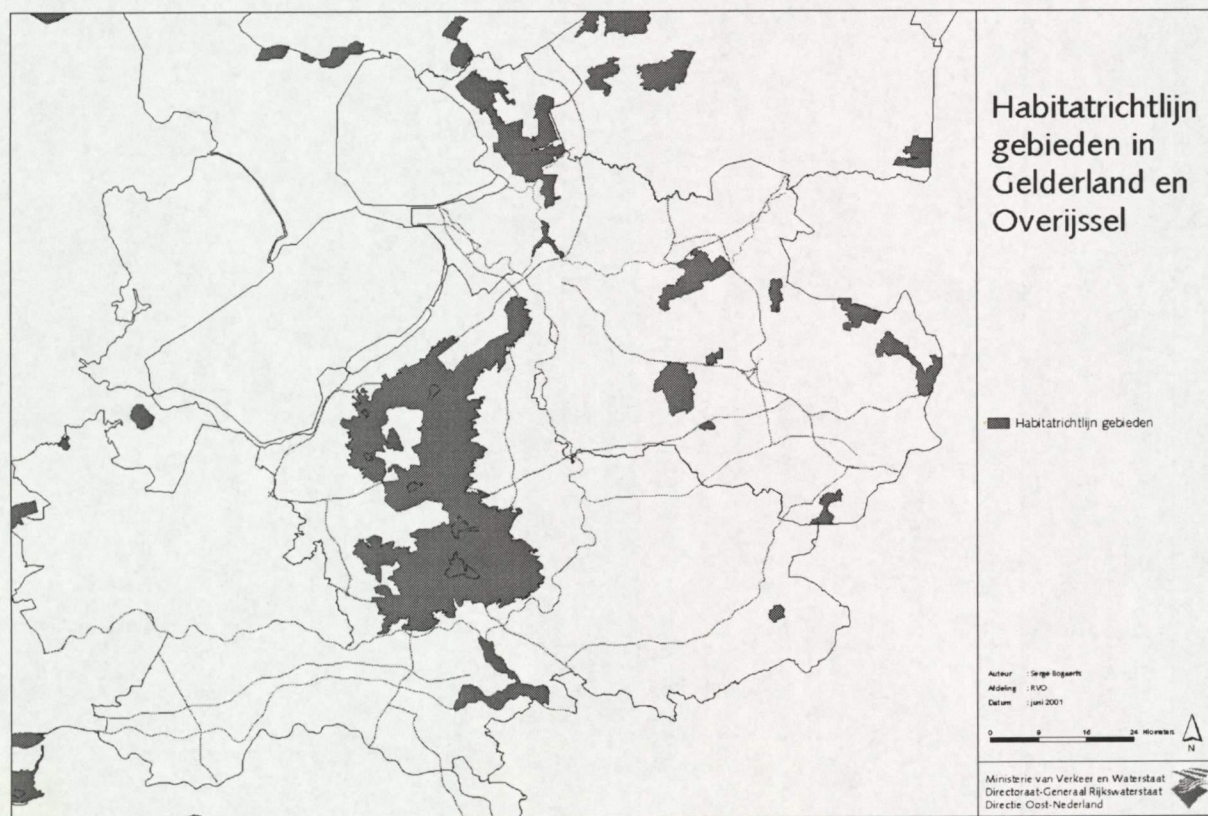 Habitatrichtlijn
gebieden in
Gelderland en
Overijssel
Habitatrichtlijn gebieden
Auteur : Serge Bogaerts
Afdeling : RVO
Datum : juni 2001
0 8 16 24 Kilometers
N
Ministerie van Verkeer en Waterstaat
Directoraat-Generaal Rijkswaterstaat
Directie Oost-Nederland